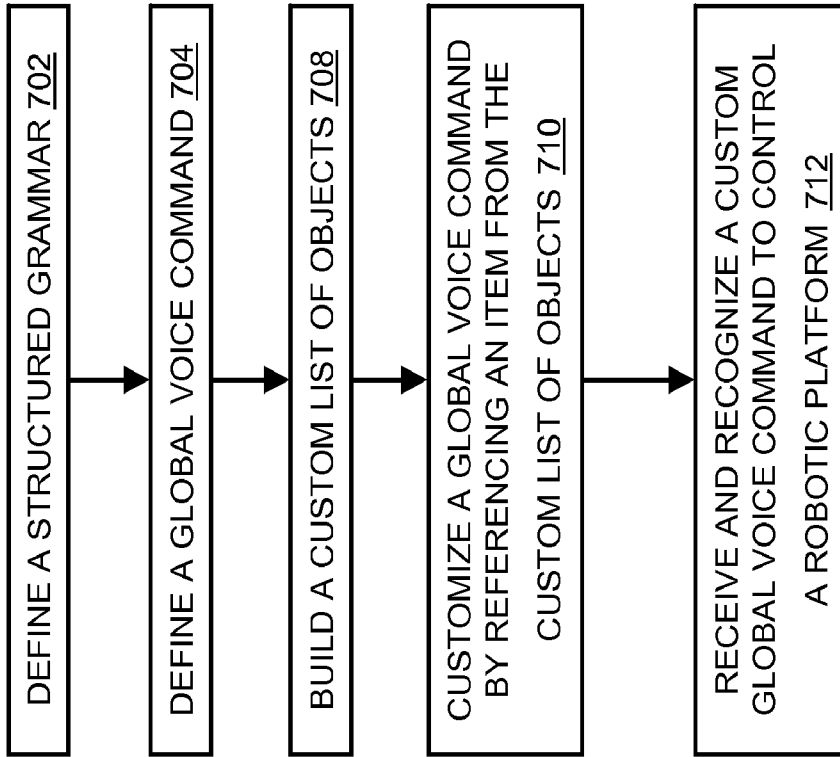 DEFINE A STRUCTURED GRAMMAR 702
DEFINE A GLOBAL VOICE COMMAND 704
BUILD A CUSTOM LIST OF OBJECTS 708
CUSTOMIZE A GLOBAL VOICE COMMAND
BY REFERENCING AN ITEM FROM THE
CUSTOM LIST OF OBJECTS 710
RECEIVE AND RECOGNIZE A CUSTOM
GLOBAL VOICE COMMAND TO CONTROL
A ROBOTIC PLATFORM 712